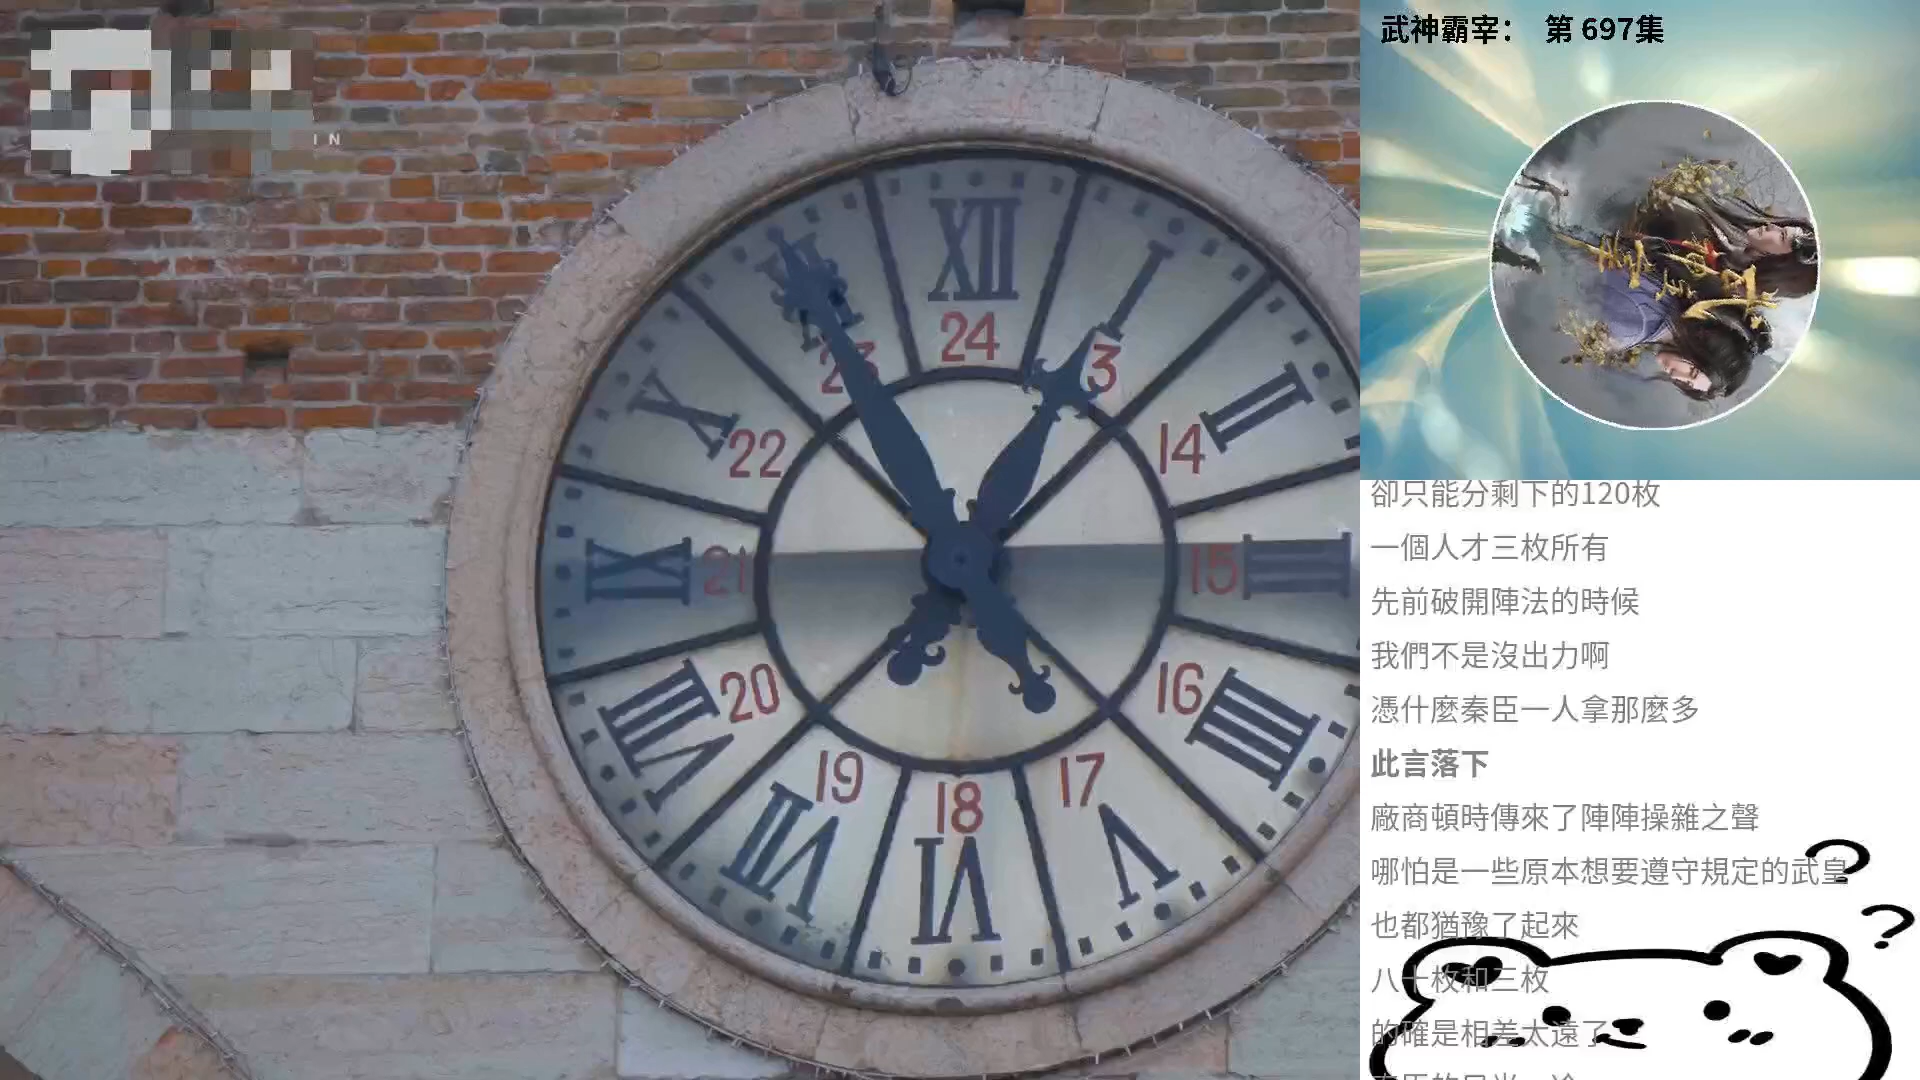 武神霸宰： 第 697集
IN
XII
I
II
III
IIII
V
VI
VII
VIII
IX
X
24
3
14
15
16
17
18
19
20
21
22
23
卻只能分剩下的120枚
一個人才三枚所有
先前破開陣法的時候
我們不是沒出力啊
憑什麼秦臣一人拿那麼多
此言落下
廠商頓時傳來了陣陣操雜之聲
哪怕是一些原本想要遵守規定的武皇
也都猶豫了起來
八十枚和三枚
的確是相差太遠了
?
?